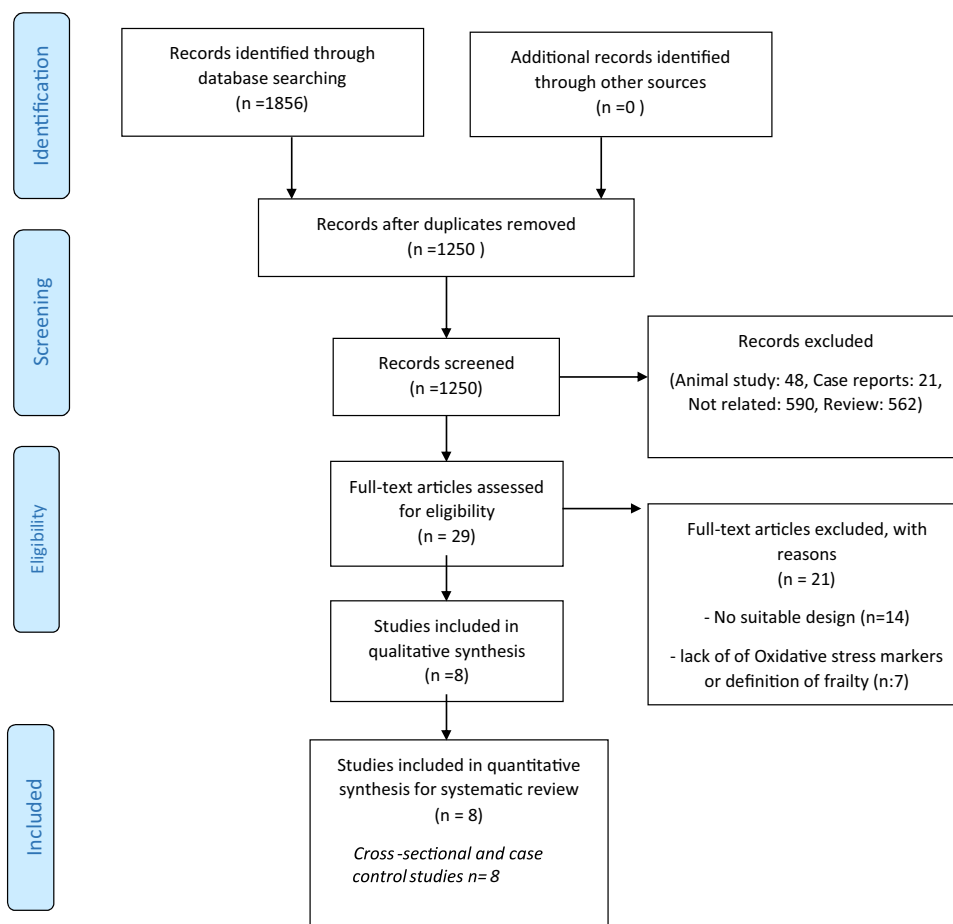 Identification
Records identified through
database searching
(n =1856)
Additional records identified
through other sources
(n =0 )
Records after duplicates removed
(n =1250 )
Screening
Records screened
(n =1250)
Records excluded
(Animal study: 48, Case reports: 21,
Not related: 590, Review: 562)
Eligibility
Full-text articles assessed
for eligibility
(n = 29)
Full-text articles excluded, with
reasons
(n = 21)
- No suitable design (n=14)
- lack of of Oxidative stress markers
or definition of frailty (n:7)
Studies included in
qualitative synthesis
(n =8)
Included
Studies included in quantitative
synthesis for systematic review
(n = 8)
Cross -sectional and case
control studies n= 8